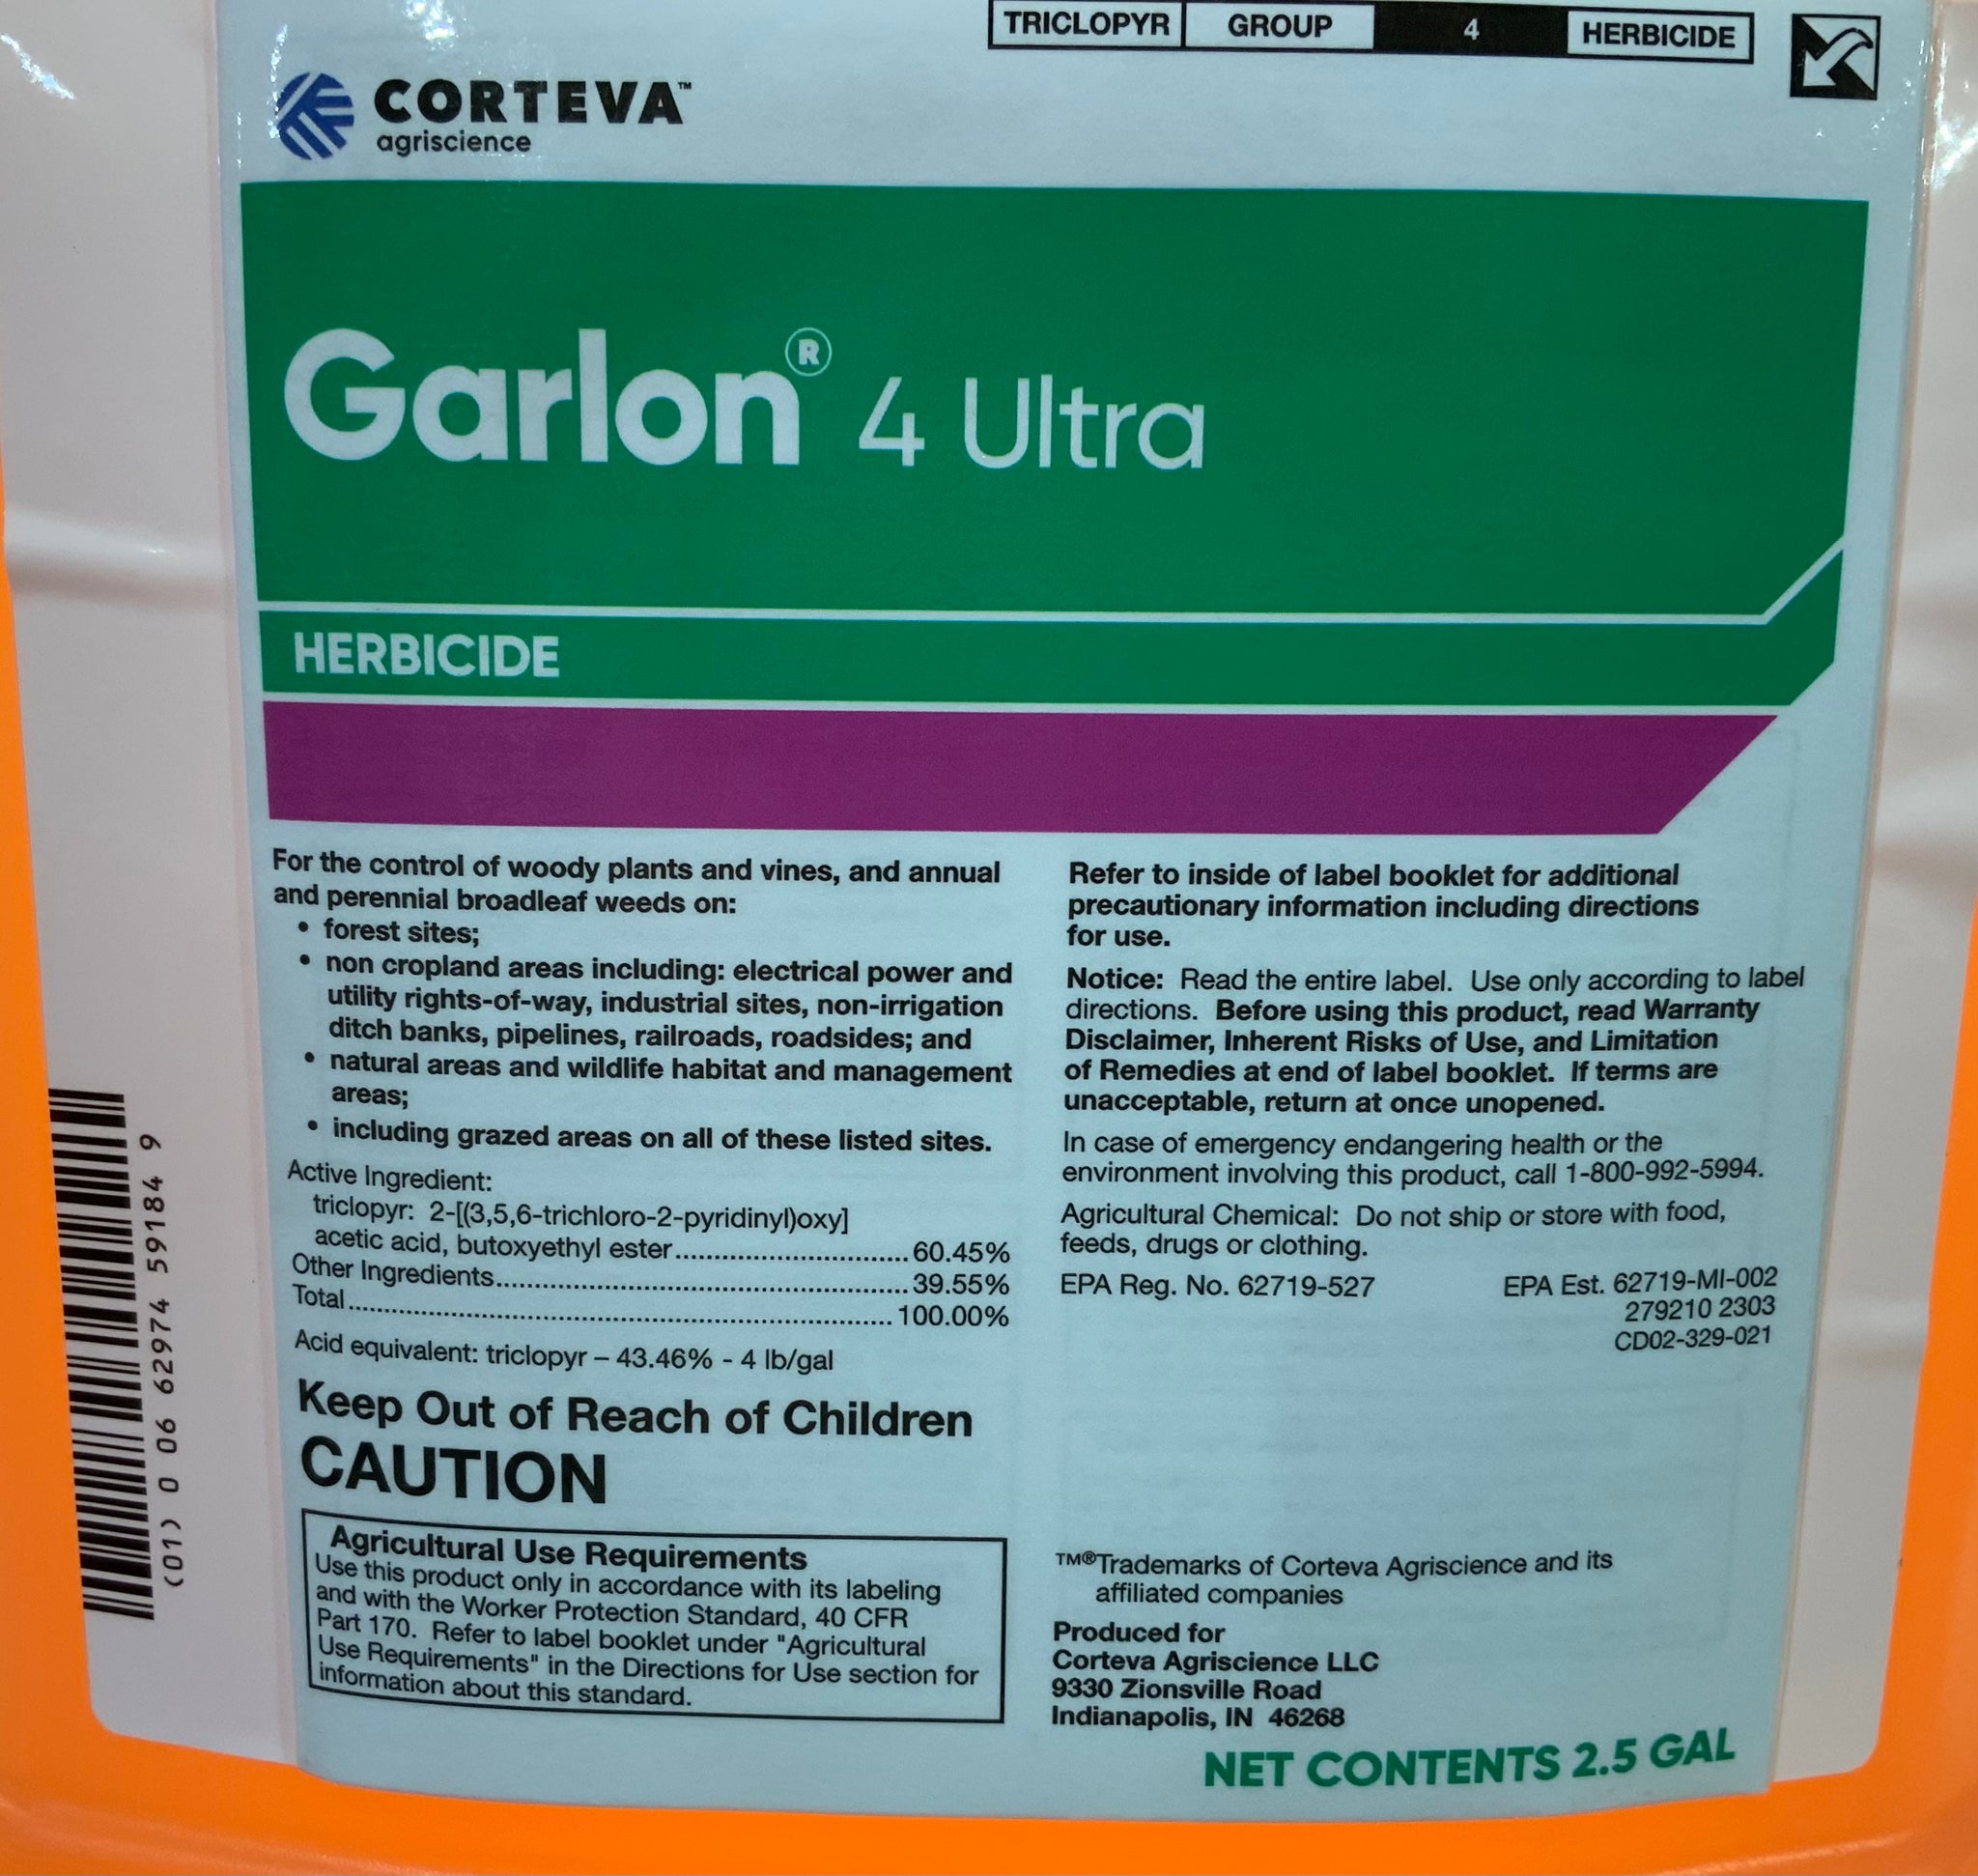 TRICLOPYR GROUP 4 HERBICIDE
CORTEVA™
agriscience
Garlon® 4 Ultra
HERBICIDE
For the control of woody plants and vines, and annual
and perennial broadleaf weeds on:
• forest sites;
• non cropland areas including: electrical power and
utility rights-of-way, industrial sites, non-irrigation
ditch banks, pipelines, railroads, roadsides; and
• natural areas and wildlife habitat and management
areas;
• including grazed areas on all of these listed sites.
Active Ingredient:
triclopyr: 2-[(3,5,6-trichloro-2-pyridinyl)oxy]
acetic acid, butoxyethyl ester.............................60.45%
Other Ingredients...................................................39.55%
Total....................................................................100.00%
Acid equivalent: triclopyr – 43.46% - 4 lb/gal
Keep Out of Reach of Children
CAUTION
Agricultural Use Requirements
Use this product only in accordance with its labeling
and with the Worker Protection Standard, 40 CFR
Part 170. Refer to label booklet under "Agricultural
Use Requirements" in the Directions for Use section for
information about this standard.
Refer to inside of label booklet for additional
precautionary information including directions
for use.
Notice: Read the entire label. Use only according to label
directions. Before using this product, read Warranty
Disclaimer, Inherent Risks of Use, and Limitation
of Remedies at end of label booklet. If terms are
unacceptable, return at once unopened.
In case of emergency endangering health or the
environment involving this product, call 1-800-992-5994.
Agricultural Chemical: Do not ship or store with food,
feeds, drugs or clothing.
EPA Reg. No. 62719-527 EPA Est. 62719-MI-002
279210 2303
CD02-329-021
™®Trademarks of Corteva Agriscience and its
affiliated companies
Produced for
Corteva Agriscience LLC
9330 Zionsville Road
Indianapolis, IN 46268
NET CONTENTS 2.5 GAL
(01) 0 06 62974 59184 9